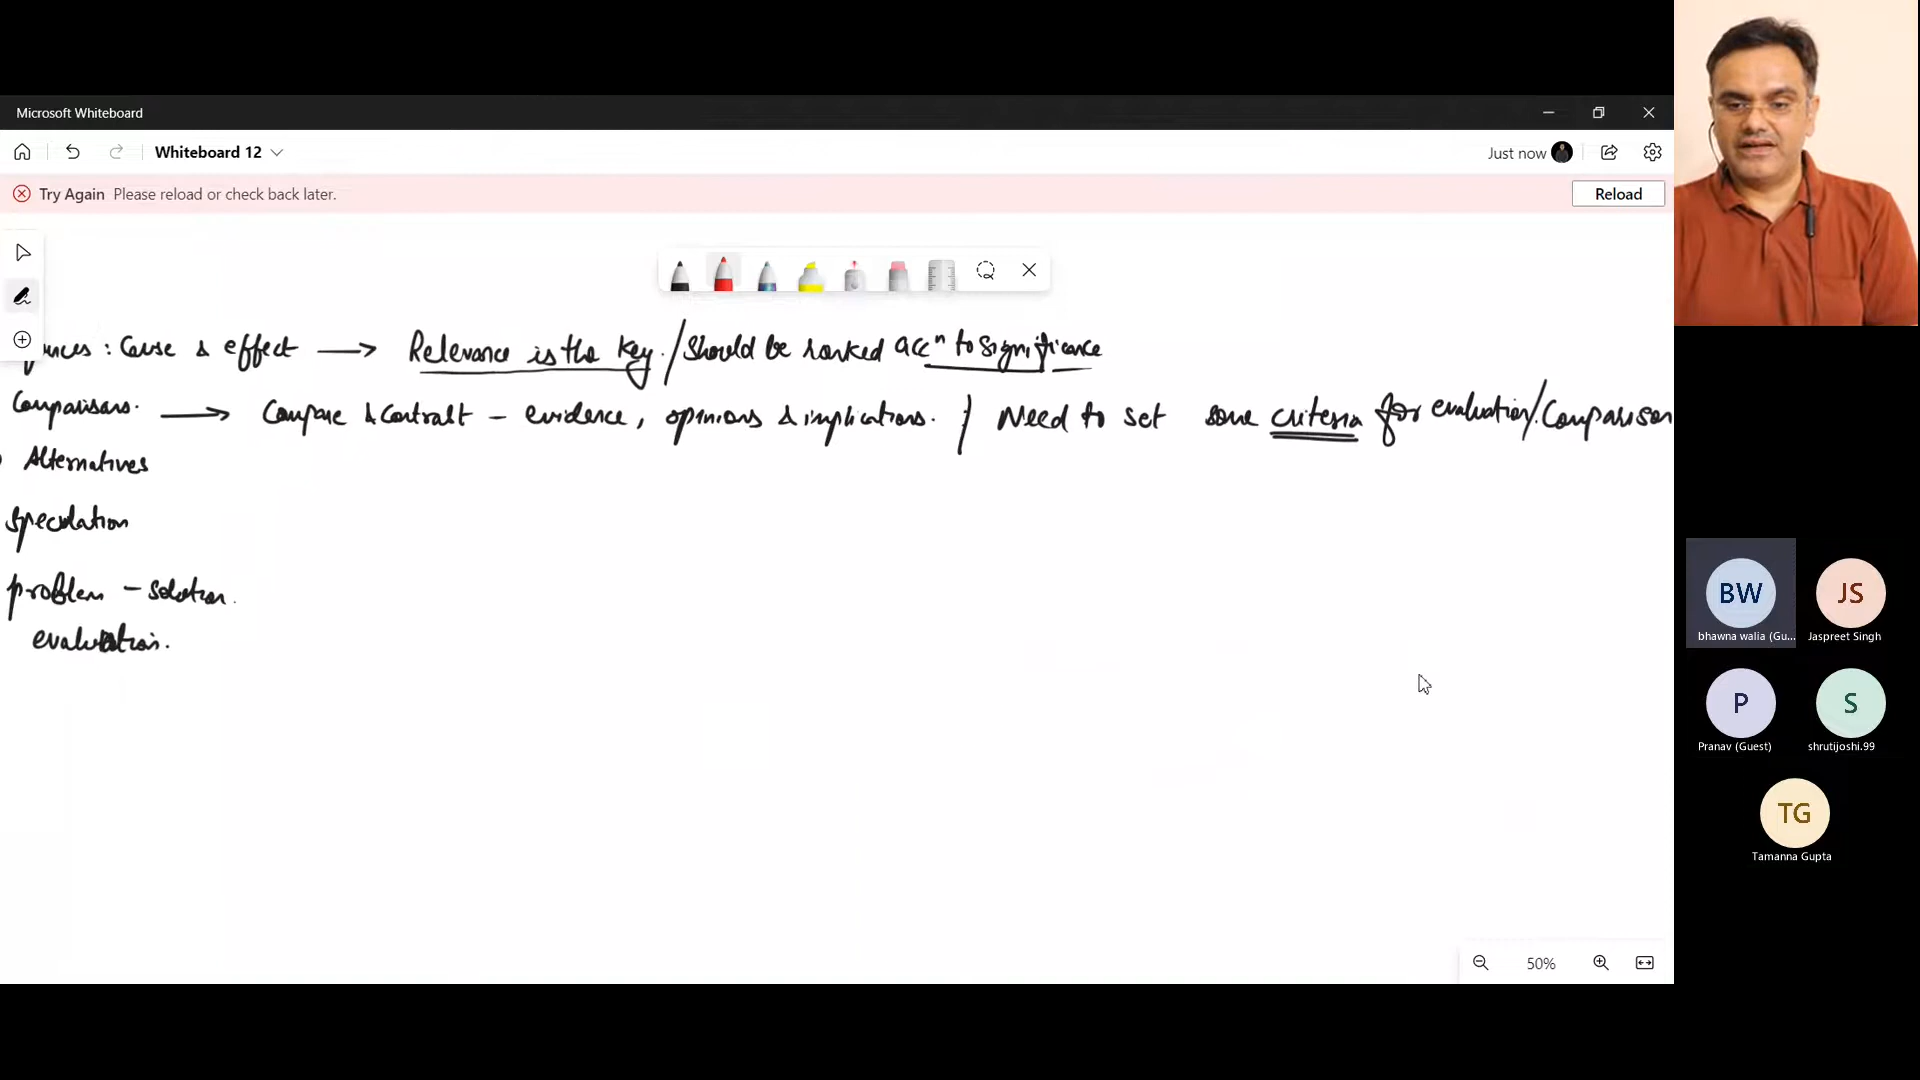 Microsoft Whiteboard
Whiteboard 12
Just now
Try Again Please reload or check back later.
Reload
: Cause & effect → Relevance is the key. / Should be ranked accⁿ to significance
Comparisons. → Compare & Contrast - evidence, opinions & implications. / Need to set some criteria for evaluation/Comparison
Alternatives
Speculation
problem - solution.
evaluation.
BW
bhawna walia (Gu...
JS
Jaspreet Singh
P
Pranav (Guest)
S
shrutijoshi.99
TG
Tamanna Gupta
50%